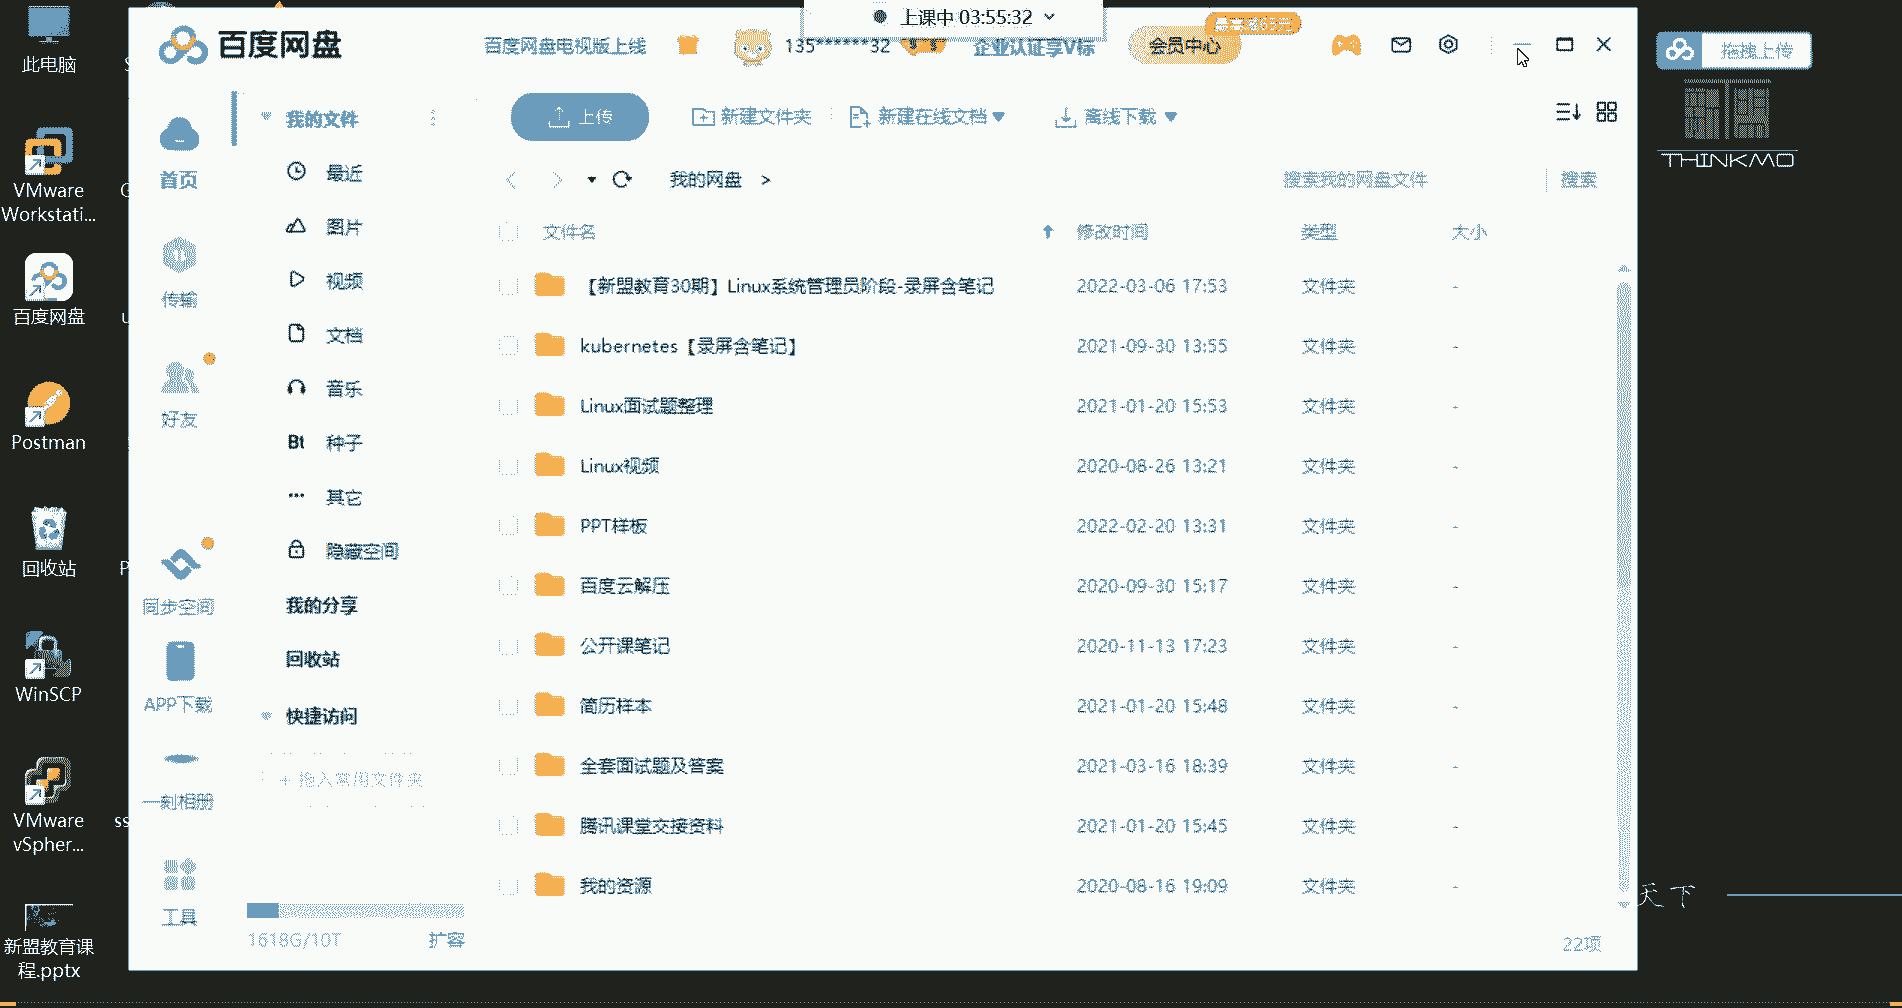 上课中 03:55:32
此电脑
VMware
Workstati...
百度网盘
Postman
回收站
WinSCP
VMware
vSpher...
新盟教育课
程.pptx
百度网盘
百度网盘电视版上线
135******32
企业认证享V标
会员中心
拖拽上传
THINKMO
首页
传输
好友
同步空间
APP下载
一刻相册
工具
我的文件
最近
图片
视频
文档
音乐
Bt 种子
其它
隐藏空间
我的分享
回收站
快捷访问
+ 拖入常用文件夹
1618G/10T 扩容
上传 新建文件夹 新建在线文档 离线下载
我的网盘 >
搜索我的网盘文件 搜索
文件名 修改时间 类型 大小
【新盟教育30期】Linux系统管理员阶段-录屏含笔记 2022-03-06 17:53 文件夹 -
kubernetes【录屏含笔记】 2021-09-30 13:55 文件夹 -
Linux面试题整理 2021-01-20 15:53 文件夹 -
Linux视频 2020-08-26 13:21 文件夹 -
PPT样板 2022-02-20 13:31 文件夹 -
百度云解压 2020-09-30 15:17 文件夹 -
公开课笔记 2020-11-13 17:23 文件夹 -
简历样本 2021-01-20 15:48 文件夹 -
全套面试题及答案 2021-03-16 18:39 文件夹 -
腾讯课堂交接资料 2021-01-20 15:45 文件夹 -
我的资源 2020-08-16 19:09 文件夹 -
22项
天下